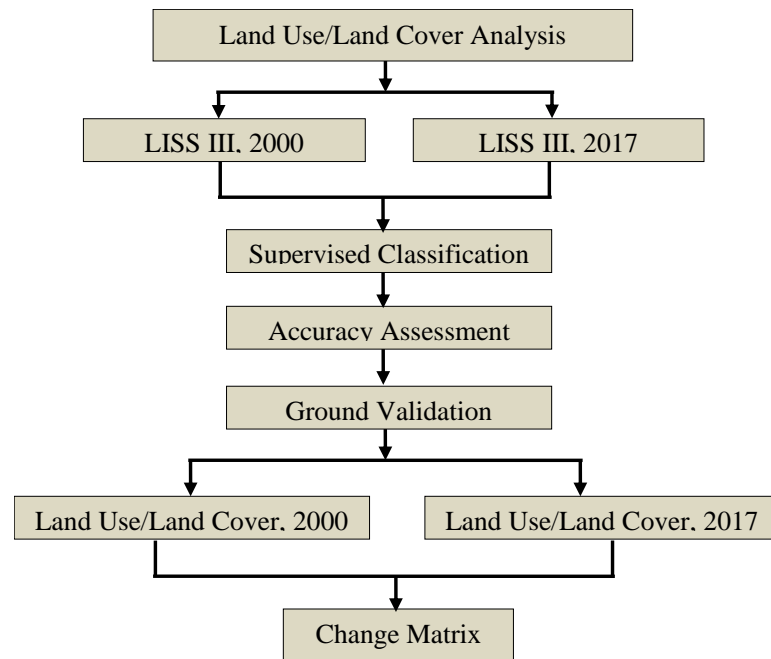 Land Use/Land Cover Analysis
LISS III, 2000
LISS III, 2017
Supervised Classification
Accuracy Assessment
Ground Validation
Land Use/Land Cover, 2000
Land Use/Land Cover, 2017
Change Matrix